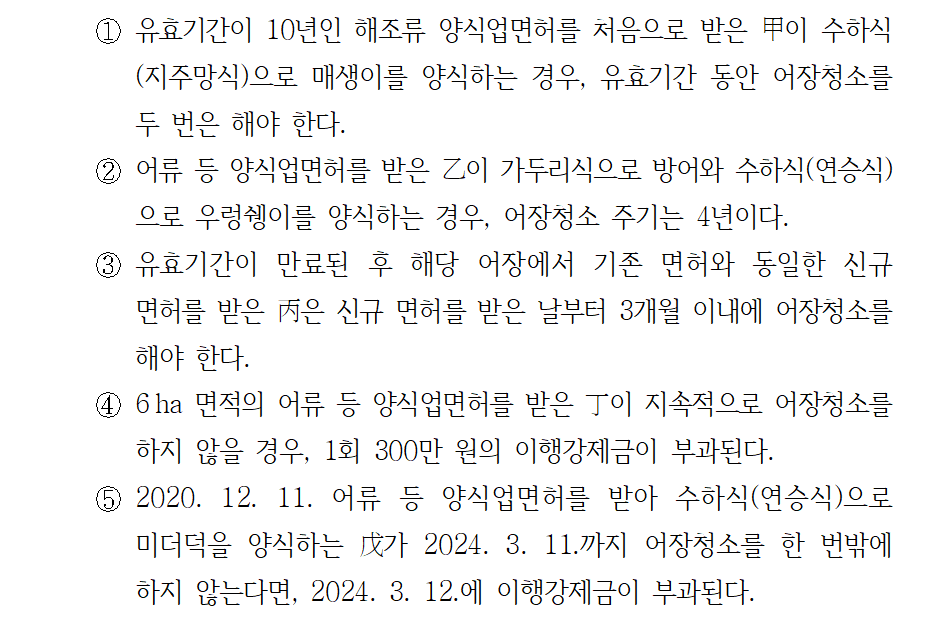 ① 유효기간이 10년인 해조류 양식업면허를 처음으로 받은 甲이 수하식
(지주망식)으로 매생이를 양식하는 경우, 유효기간 동안 어장청소를
두 번은 해야 한다.
② 어류 등 양식업면허를 받은 乙이 가두리식으로 방어와 수하식(연승식)
으로 우렁쉥이를 양식하는 경우, 어장청소 주기는 4년이다.
③ 유효기간이 만료된 후 해당 어장에서 기존 면허와 동일한 신규
면허를 받은 丙은 신규 면허를 받은 날부터 3개월 이내에 어장청소를
해야 한다.
④ 6 ha 면적의 어류 등 양식업면허를 받은 丁이 지속적으로 어장청소를
하지 않을 경우, 1회 300만 원의 이행강제금이 부과된다.
⑤ 2020. 12. 11. 어류 등 양식업면허를 받아 수하식(연승식)으로
미더덕을 양식하는 戊가 2024. 3. 11.까지 어장청소를 한 번밖에
하지 않는다면, 2024. 3. 12.에 이행강제금이 부과된다.